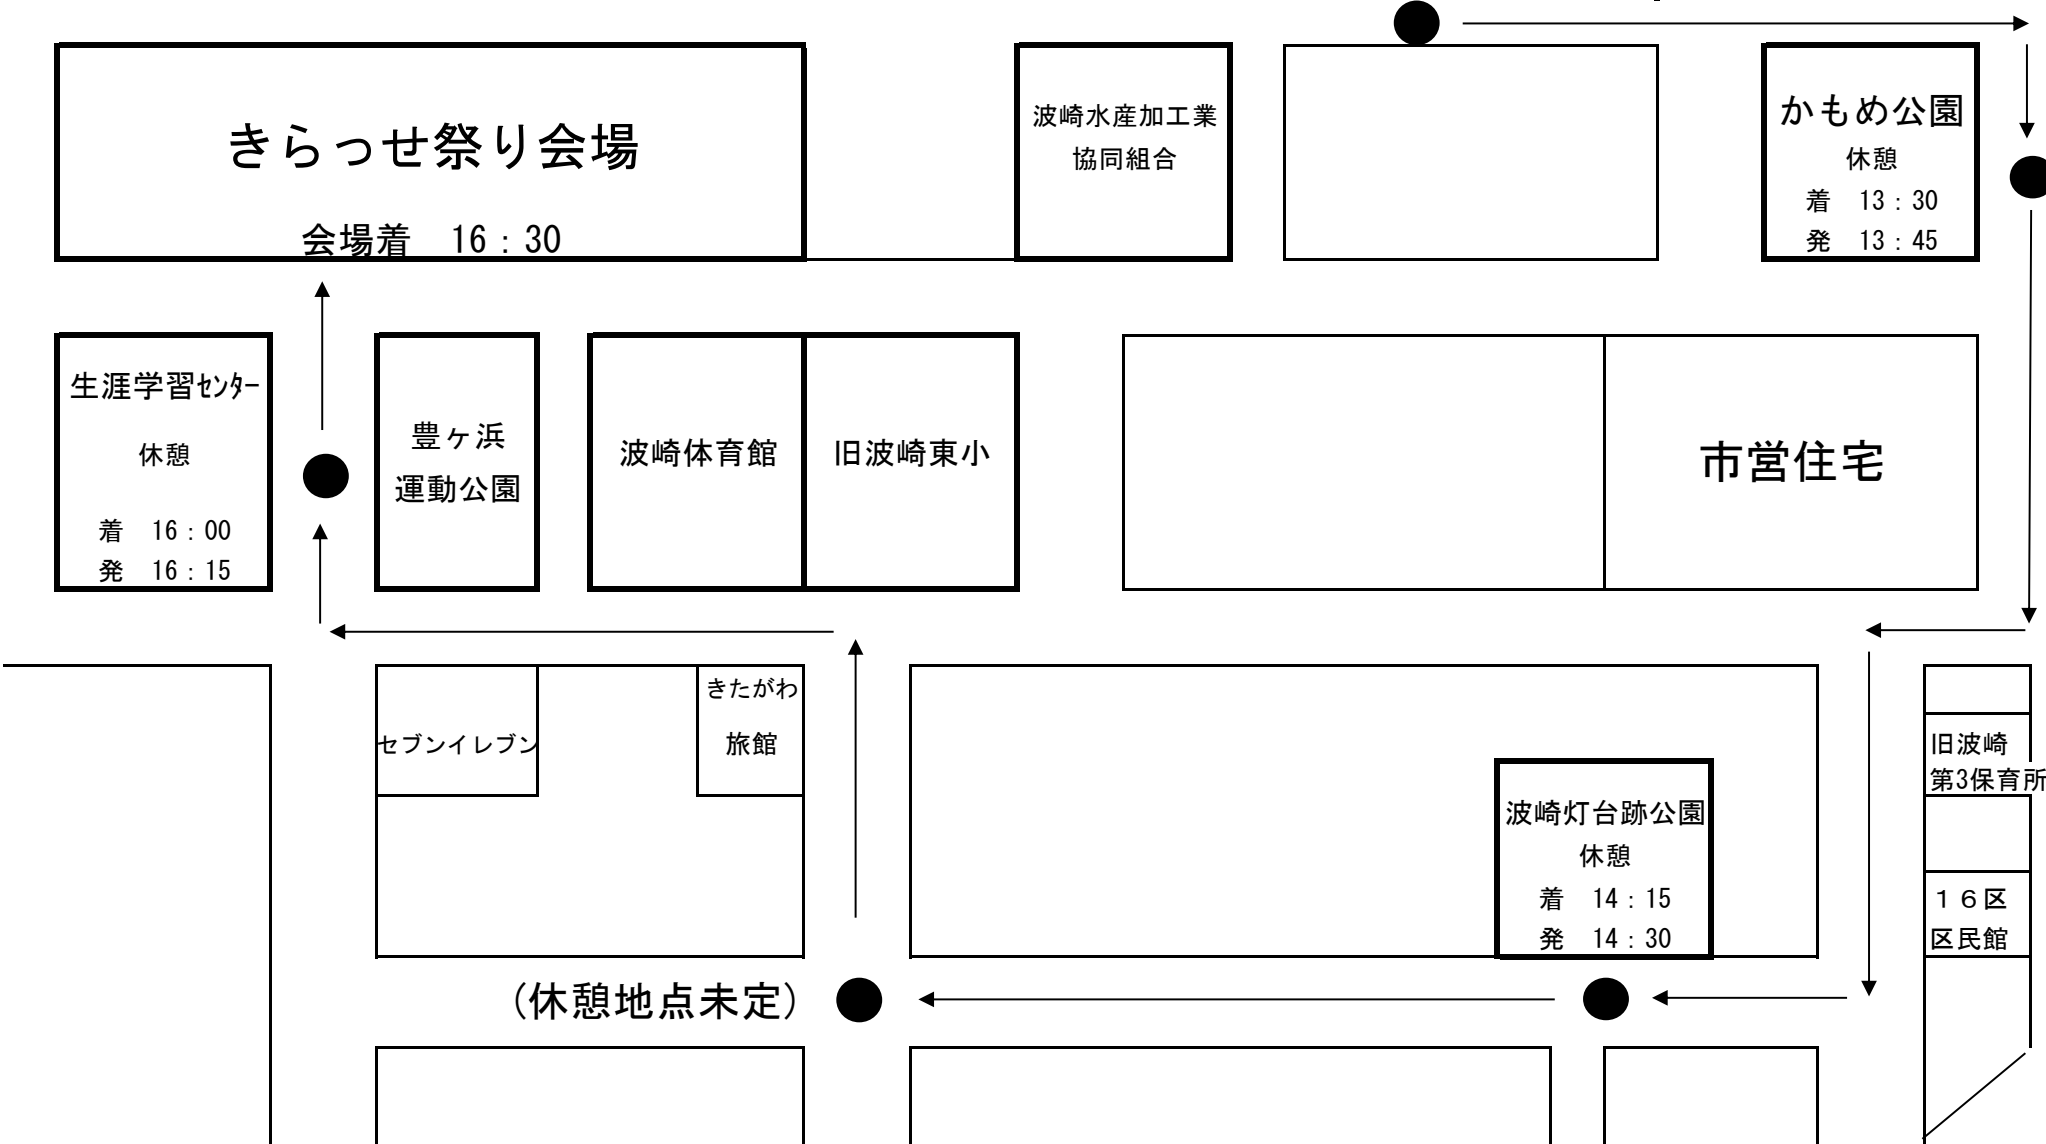 きらっせ祭り会場
会場着　16：30
波崎水産加工業
協同組合
かもめ公園
休憩
着　13：30
発　13：45
生涯学習ｾﾝﾀｰ
休憩
着　16：00
発　16：15
豊ヶ浜
運動公園
波崎体育館
旧波崎東小
市営住宅
セブンイレブン
きたがわ
旅館
波崎灯台跡公園
休憩
着　14：15
発　14：30
旧波崎
第3保育所
１６区
区民館
（休憩地点未定）